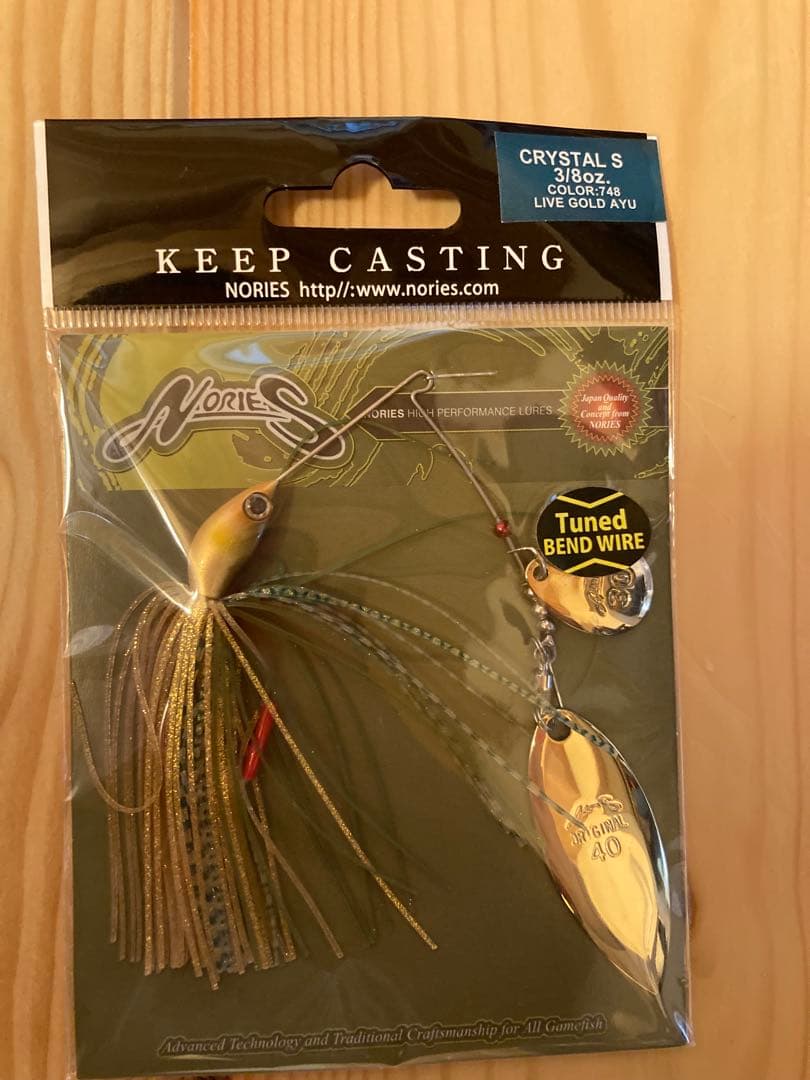 CRYSTAL S
3/8oz.
COLOR:748
LIVE GOLD AYU
KEEP CASTING
NORIES http//:www.nories.com
NORIES
NORIES HIGH PERFORMANCE LURES
Japan Quality
and
Concept from
NORIES
Tuned
BEND WIRE
30
ORIGINAL
40
Advanced Technology and Traditional Craftsmanship for All Gamefish